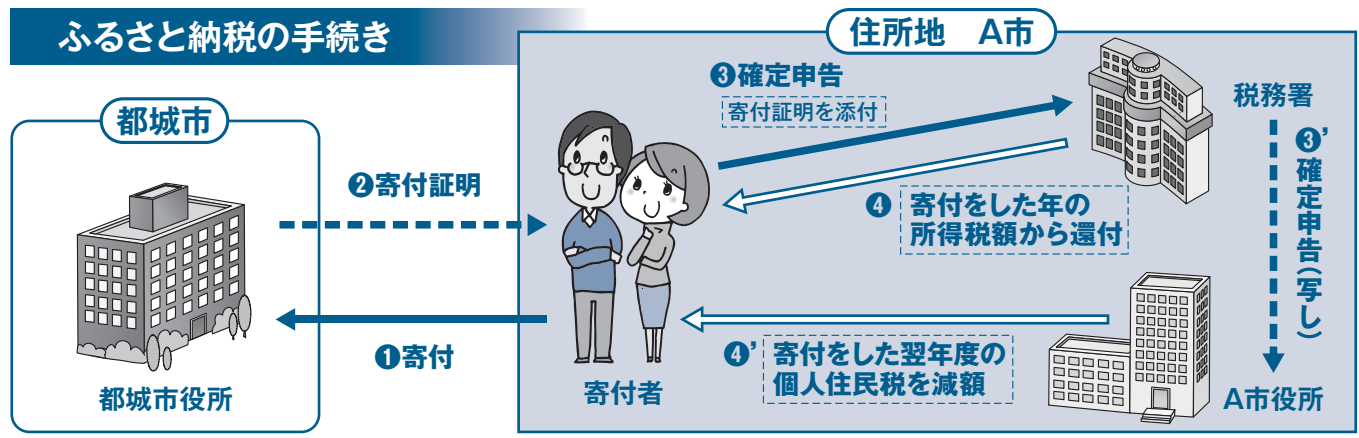 ふるさと納税の手続き
都城市
都城市役所
❷寄付証明
❶寄付
住所地　A市
寄付者
❸確定申告
寄付証明を添付
税務署
❸’確定申告(写し)
❹ 寄付をした年の
所得税額から還付
❹’ 寄付をした翌年度の
個人住民税を減額
A市役所